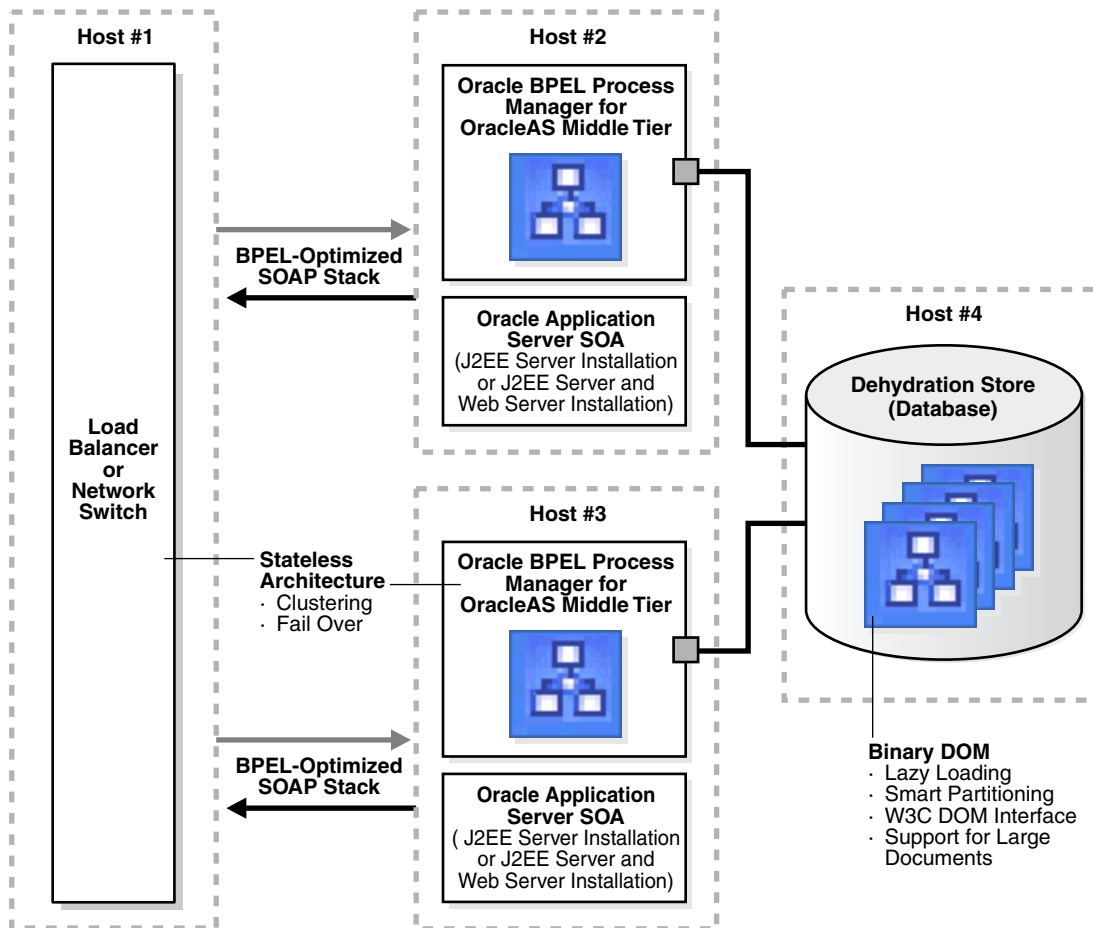 Host #1
Load
Balancer
or
Network
Switch
BPEL-Optimized
SOAP Stack
Stateless
Architecture
· Clustering
· Fail Over
BPEL-Optimized
SOAP Stack
Host #2
Oracle BPEL Process
Manager for
OracleAS Middle Tier
Oracle Application
Server SOA
(J2EE Server Installation
or J2EE Server and
Web Server Installation)
Host #3
Oracle BPEL Process
Manager for
OracleAS Middle Tier
Oracle Application
Server SOA
( J2EE Server Installation
or J2EE Server and
Web Server Installation)
Host #4
Dehydration Store
(Database)
Binary DOM
· Lazy Loading
· Smart Partitioning
· W3C DOM Interface
· Support for Large
Documents